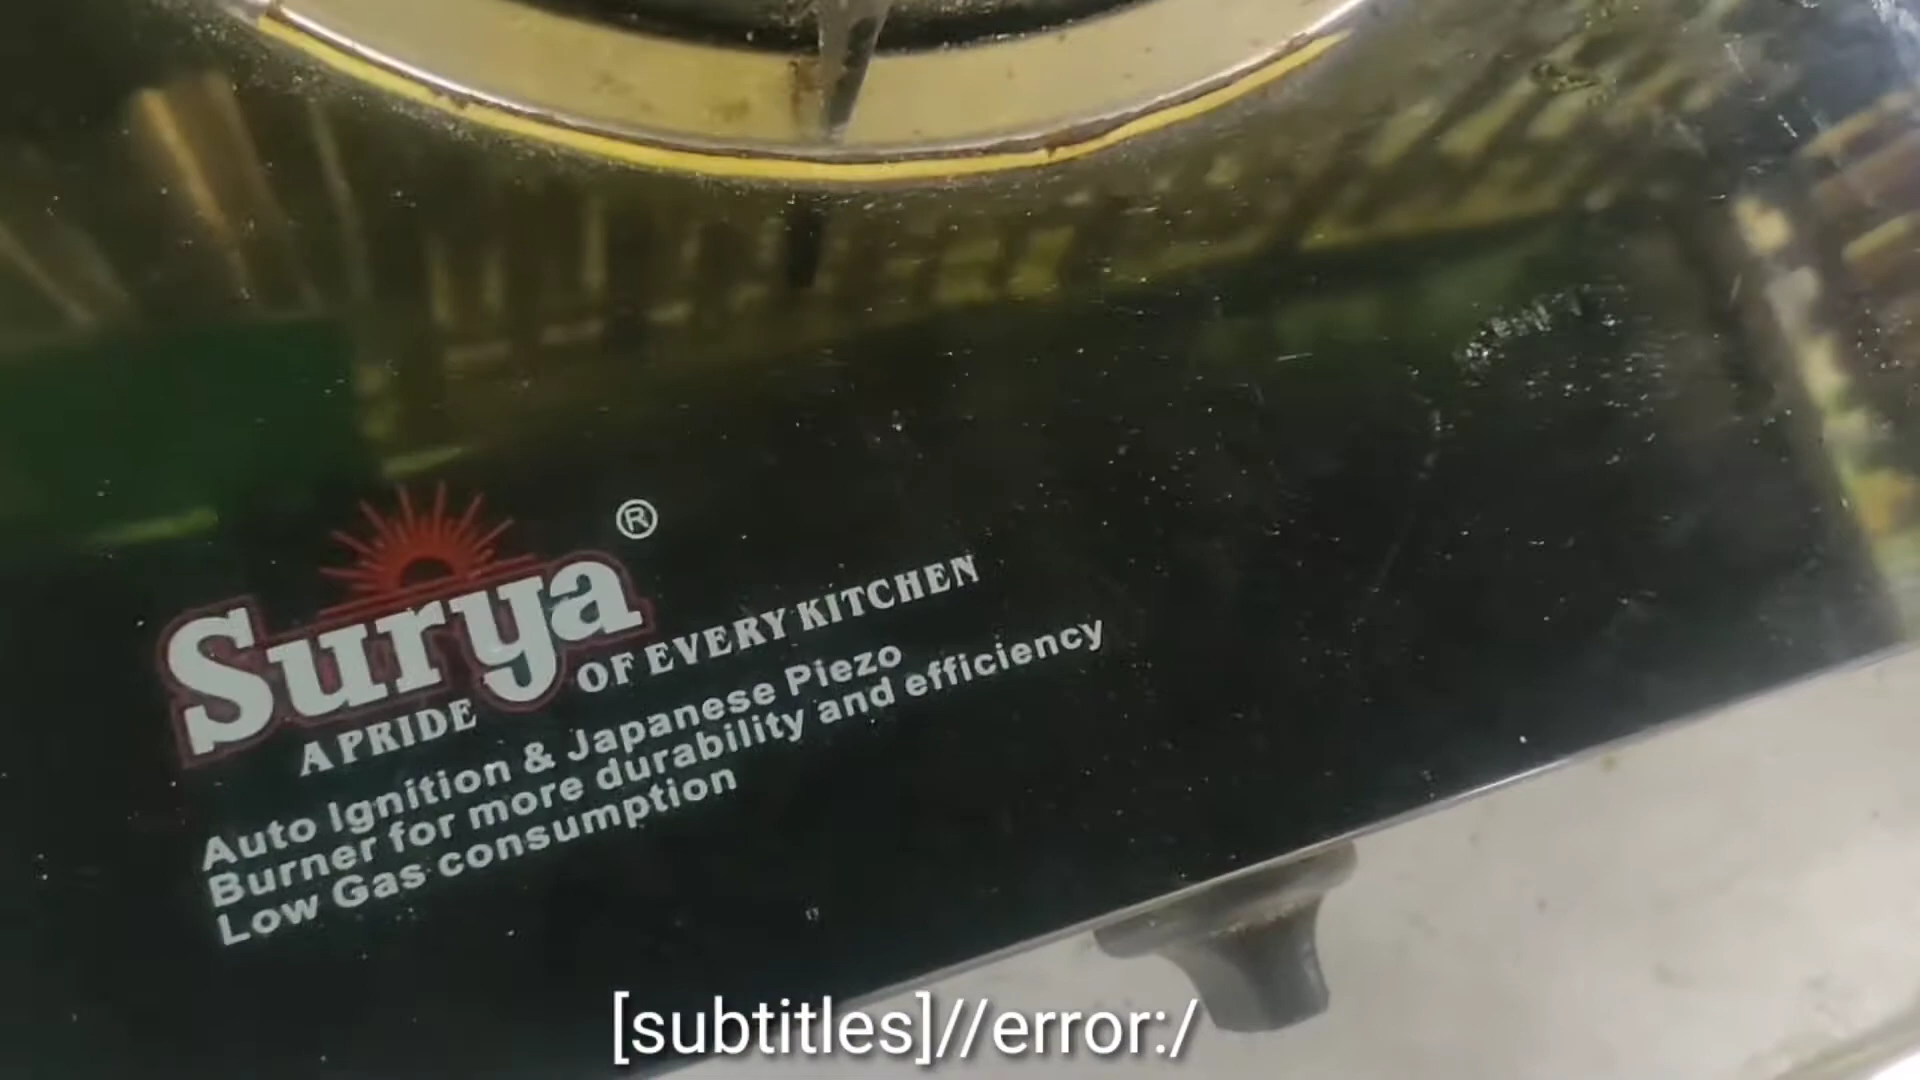 Surya ®
A PRIDE OF EVERY KITCHEN
Auto Ignition & Japanese Piezo
Burner for more durability and efficiency
Low Gas consumption
[subtitles]//error:/